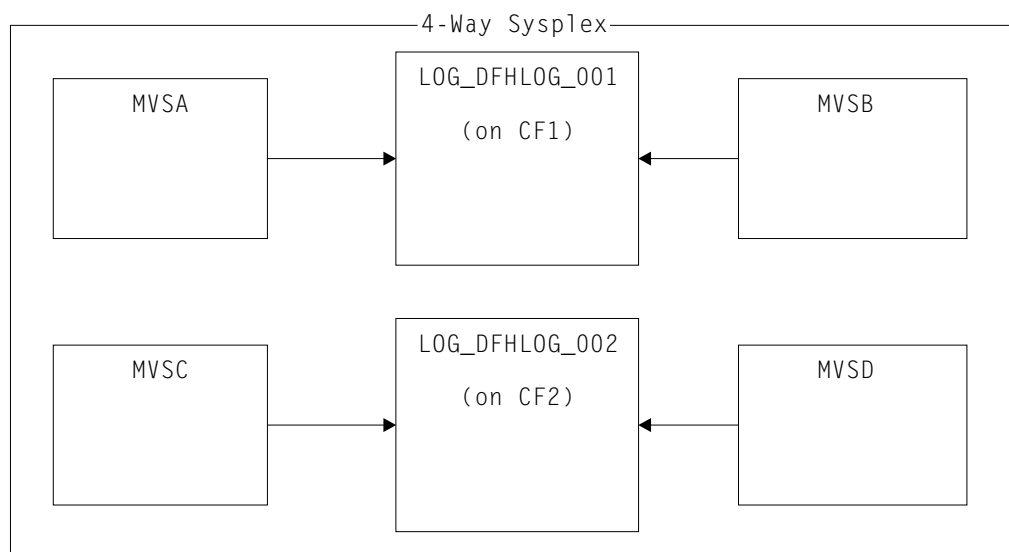 4-Way Sysplex
MVSA
LOG_DFHLOG_001
(on CF1)
MVSB
MVSC
LOG_DFHLOG_002
(on CF2)
MVSD